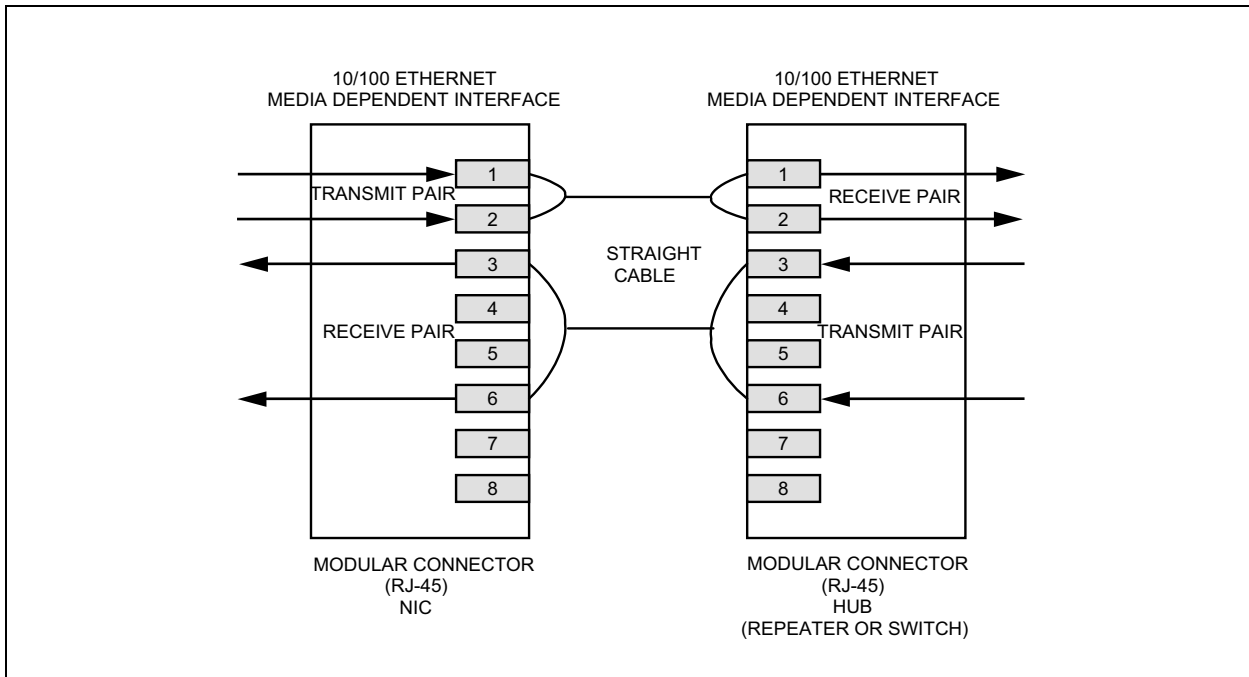 10/100 ETHERNET
MEDIA DEPENDENT INTERFACE
10/100 ETHERNET
MEDIA DEPENDENT INTERFACE
1
TRANSMIT PAIR
2
3
4
RECEIVE PAIR
5
6
7
8
STRAIGHT
CABLE
1
RECEIVE PAIR
2
3
4
TRANSMIT PAIR
5
6
7
8
MODULAR CONNECTOR
(RJ-45)
NIC
MODULAR CONNECTOR
(RJ-45)
HUB
(REPEATER OR SWITCH)